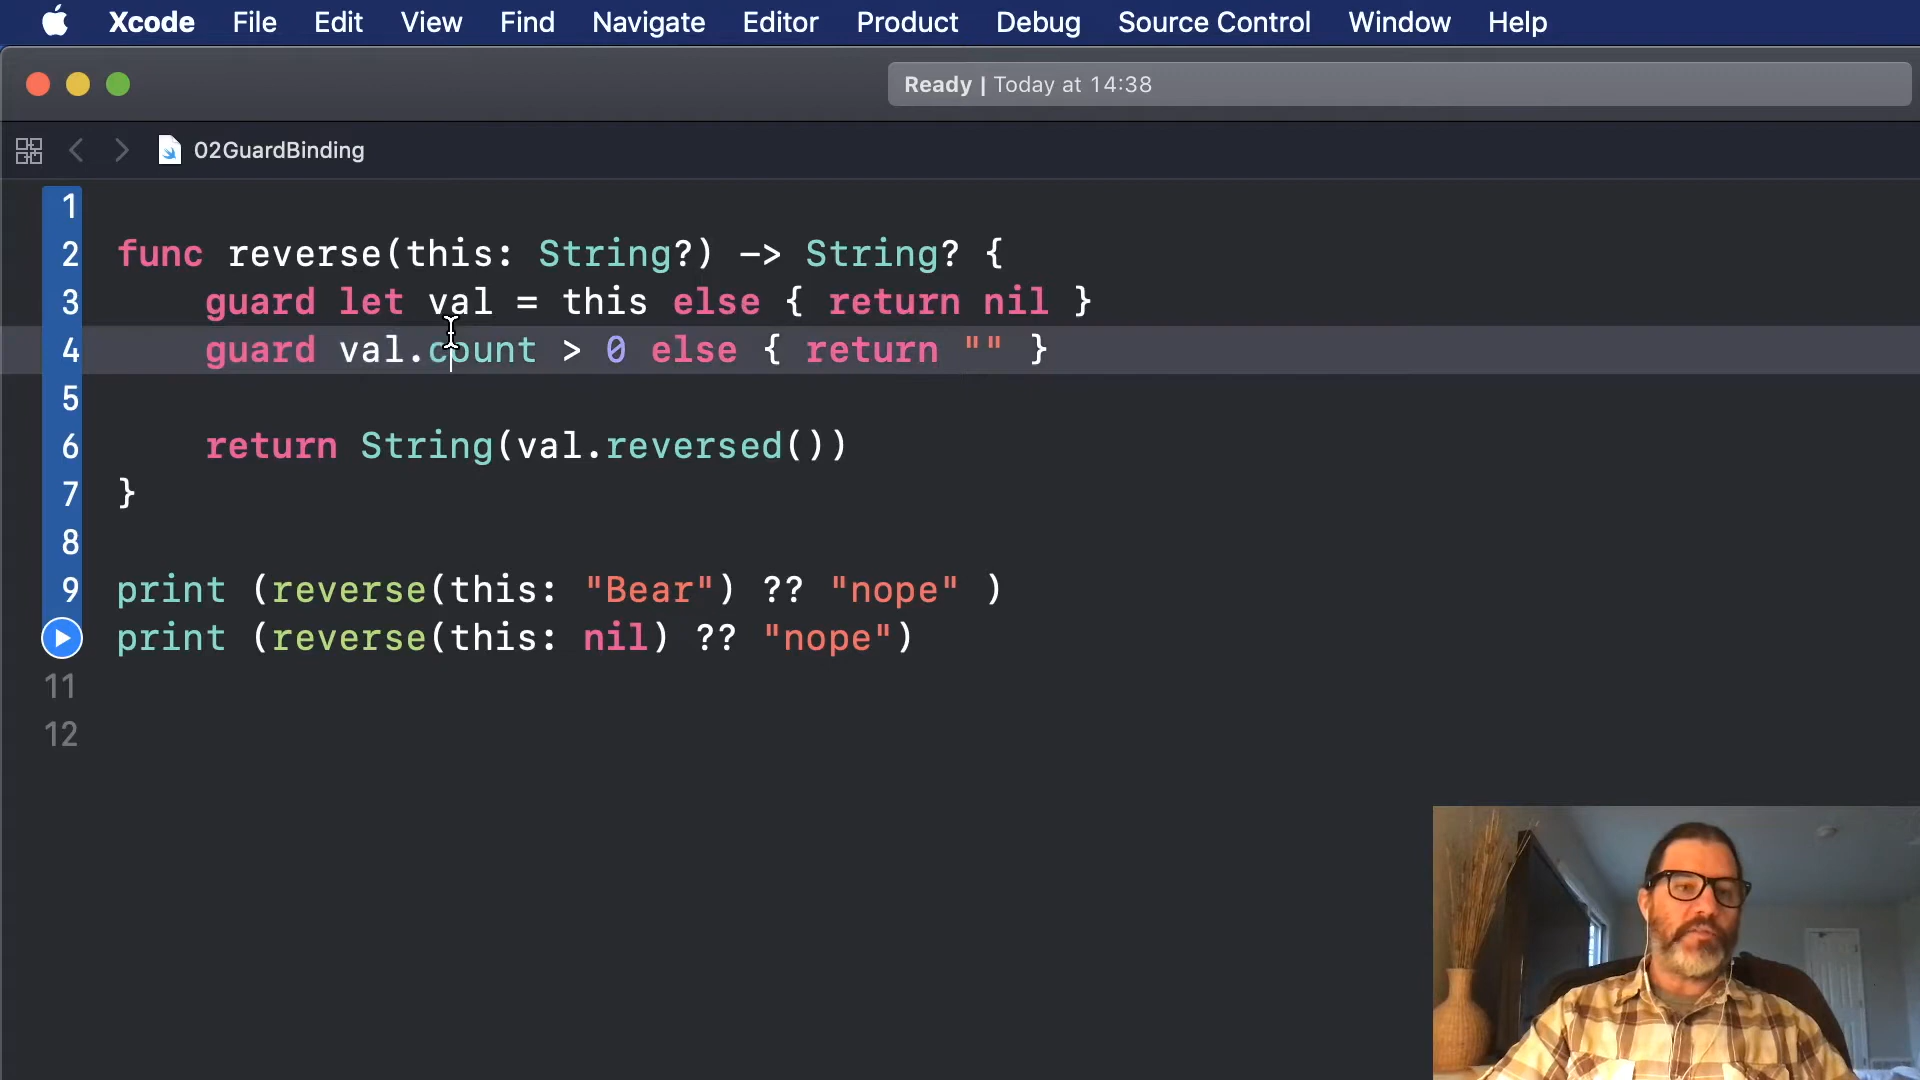 Xcode File Edit View Find Navigate Editor Product Debug Source Control Window Help
Ready | Today at 14:38
02GuardBinding
1
2 func reverse(this: String?) -> String? {
3 guard let val = this else { return nil }
4 guard val.count > 0 else { return "" }
5
6 return String(val.reversed())
7 }
8
9 print (reverse(this: "Bear") ?? "nope" )
print (reverse(this: nil) ?? "nope")
11
12